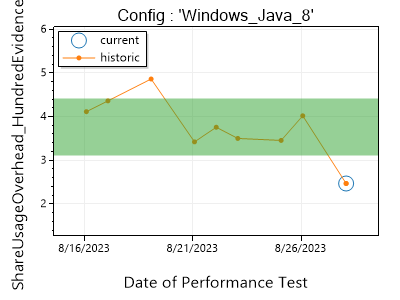 Config : 'Windows_Java_8'
ShareUsageOverhead_HundredEvidence
current
historic
6
5
4
3
2
8/16/2023
8/21/2023
8/26/2023
Date of Performance Test